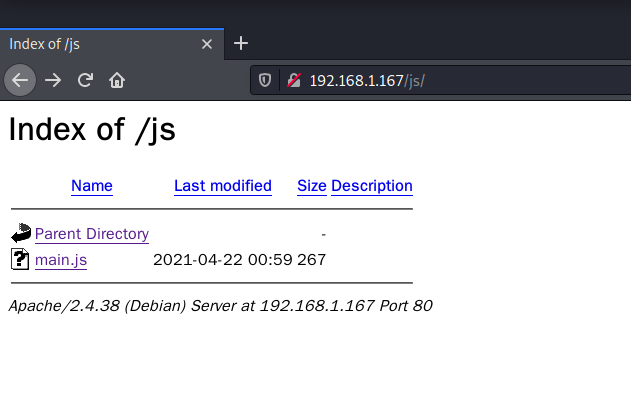 Index of /js
192.168.1.167/js/
Index of /js
Name Last modified Size Description
Parent Directory -
main.js 2021-04-22 00:59 267
Apache/2.4.38 (Debian) Server at 192.168.1.167 Port 80